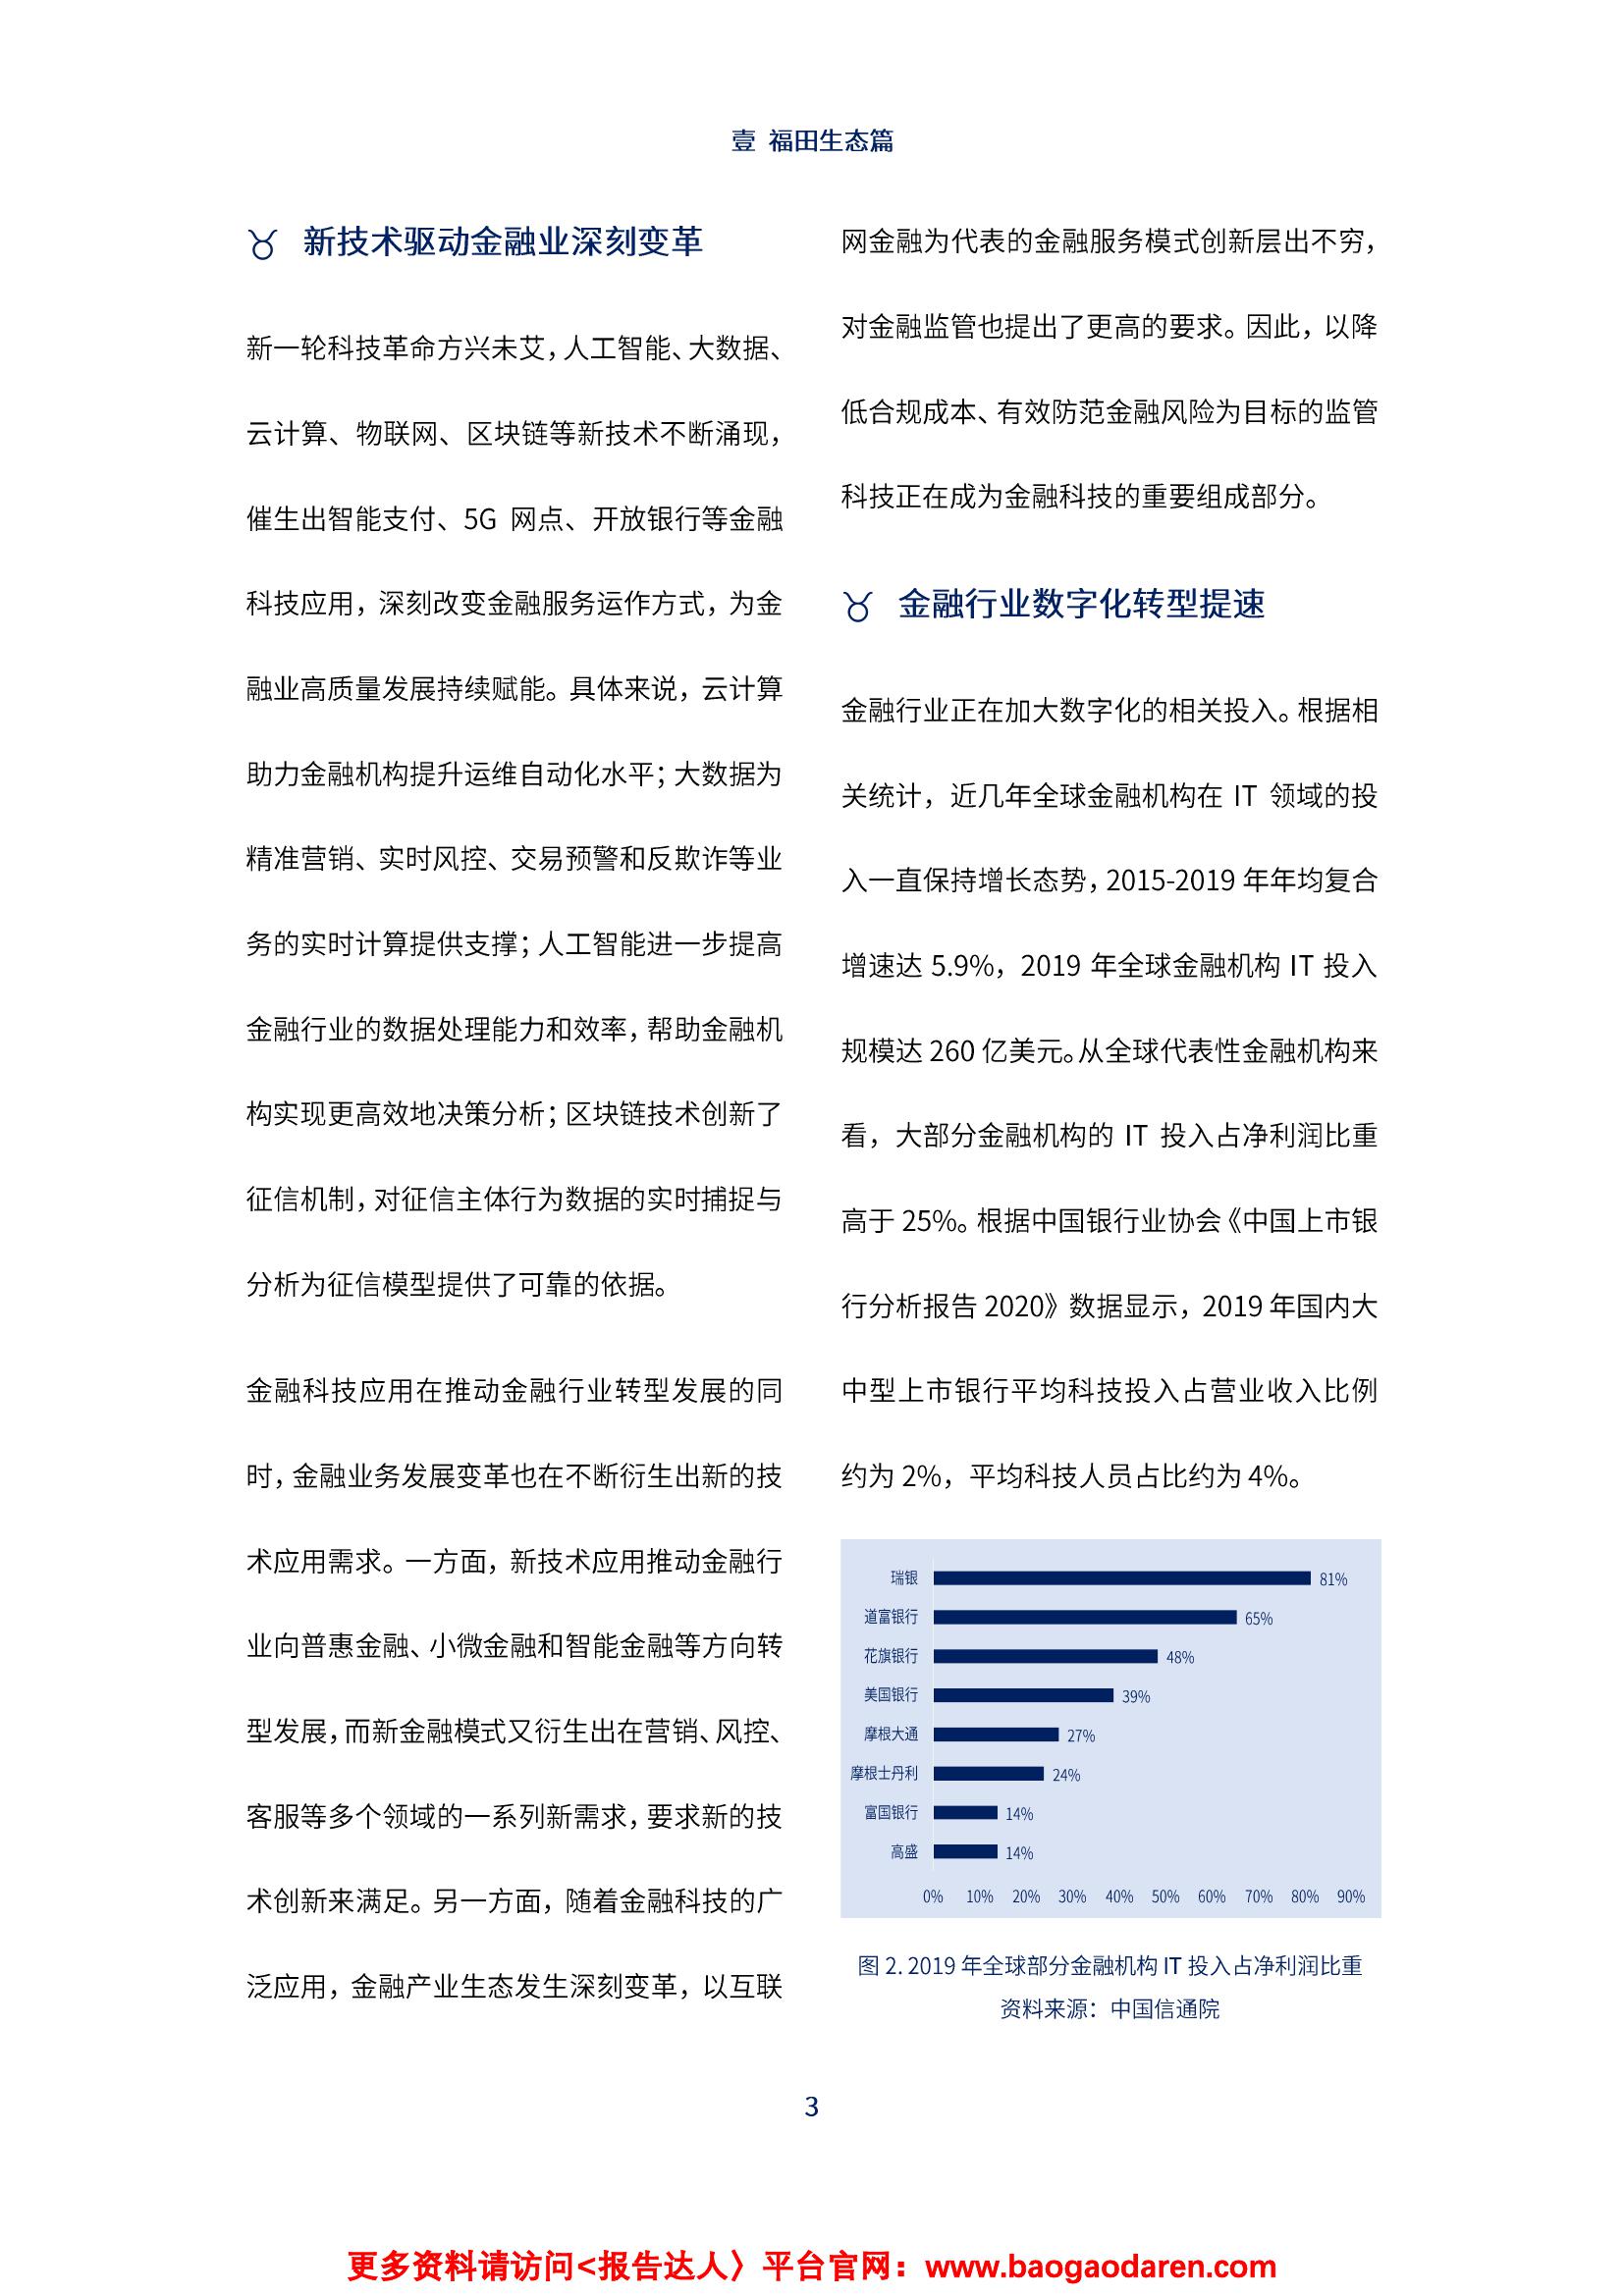 壹 福田生态篇
新技术驱动金融业深刻变革
新一轮科技革命方兴未艾，人工智能、大数据、
云计算、物联网、区块链等新技术不断涌现，
催生出智能支付、5G 网点、开放银行等金融
科技应用，深刻改变金融服务运作方式，为金
融业高质量发展持续赋能。具体来说，云计算
助力金融机构提升运维自动化水平；大数据为
精准营销、实时风控、交易预警和反欺诈等业
务的实时计算提供支撑；人工智能进一步提高
金融行业的数据处理能力和效率，帮助金融机
构实现更高效地决策分析；区块链技术创新了
征信机制，对征信主体行为数据的实时捕捉与
分析为征信模型提供了可靠的依据。
金融科技应用在推动金融行业转型发展的同
时，金融业务发展变革也在不断衍生出新的技
术应用需求。一方面，新技术应用推动金融行
业向普惠金融、小微金融和智能金融等方向转
型发展，而新金融模式又衍生出在营销、风控、
客服等多个领域的一系列新需求，要求新的技
术创新来满足。另一方面，随着金融科技的广
泛应用，金融产业生态发生深刻变革，以互联
网金融为代表的金融服务模式创新层出不穷，
对金融监管也提出了更高的要求。因此，以降
低合规成本、有效防范金融风险为目标的监管
科技正在成为金融科技的重要组成部分。
金融行业数字化转型提速
金融行业正在加大数字化的相关投入。根据相
关统计，近几年全球金融机构在 IT 领域的投
入一直保持增长态势，2015-2019 年年均复合
增速达 5.9%，2019 年全球金融机构 IT 投入
规模达 260 亿美元。从全球代表性金融机构来
看，大部分金融机构的 IT 投入占净利润比重
高于 25%。根据中国银行业协会《中国上市银
行分析报告 2020》数据显示，2019 年国内大
中型上市银行平均科技投入占营业收入比例
约为 2%，平均科技人员占比约为 4%。
瑞银 81%
道富银行 65%
花旗银行 48%
美国银行 39%
摩根大通 27%
摩根士丹利 24%
富国银行 14%
高盛 14%
0% 10% 20% 30% 40% 50% 60% 70% 80% 90%
图 2. 2019 年全球部分金融机构 IT 投入占净利润比重
资料来源：中国信通院
3
更多资料请访问<报告达人〉平台官网：www.baogaodaren.com